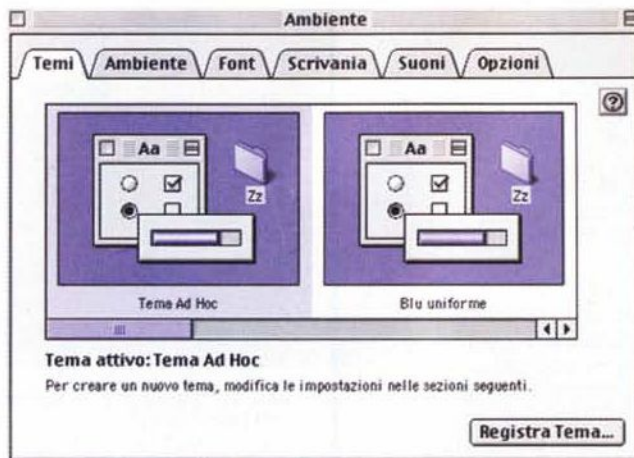 Ambiente
Temi Ambiente Font Scrivania Suoni Opzioni
?
Aa Aa
Zz Zz
Tema Ad Hoc Blu uniforme
Tema attivo: Tema Ad Hoc
Per creare un nuovo tema, modifica le impostazioni nelle sezioni seguenti.
Registra Tema...